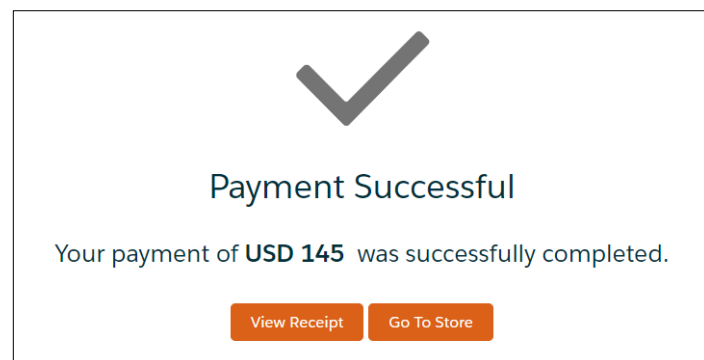 Payment Successful
Your payment of USD 145 was successfully completed.
View Receipt Go To Store